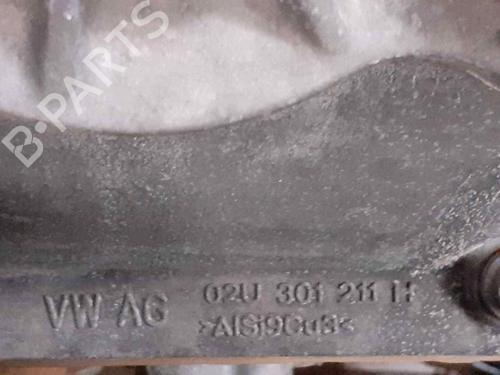 B-PARTS
VW AG 02U 301 211 H
>AlSi9Cu3<